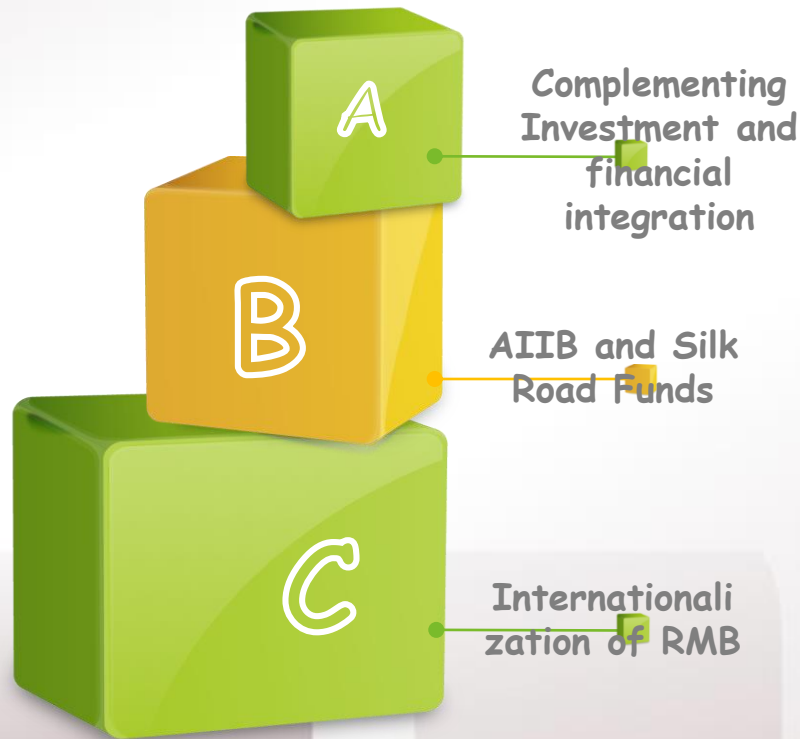 A
Complementing
Investment and
financial
integration
B
AIIB and Silk
Road Funds
C
Internationali
zation of RMB